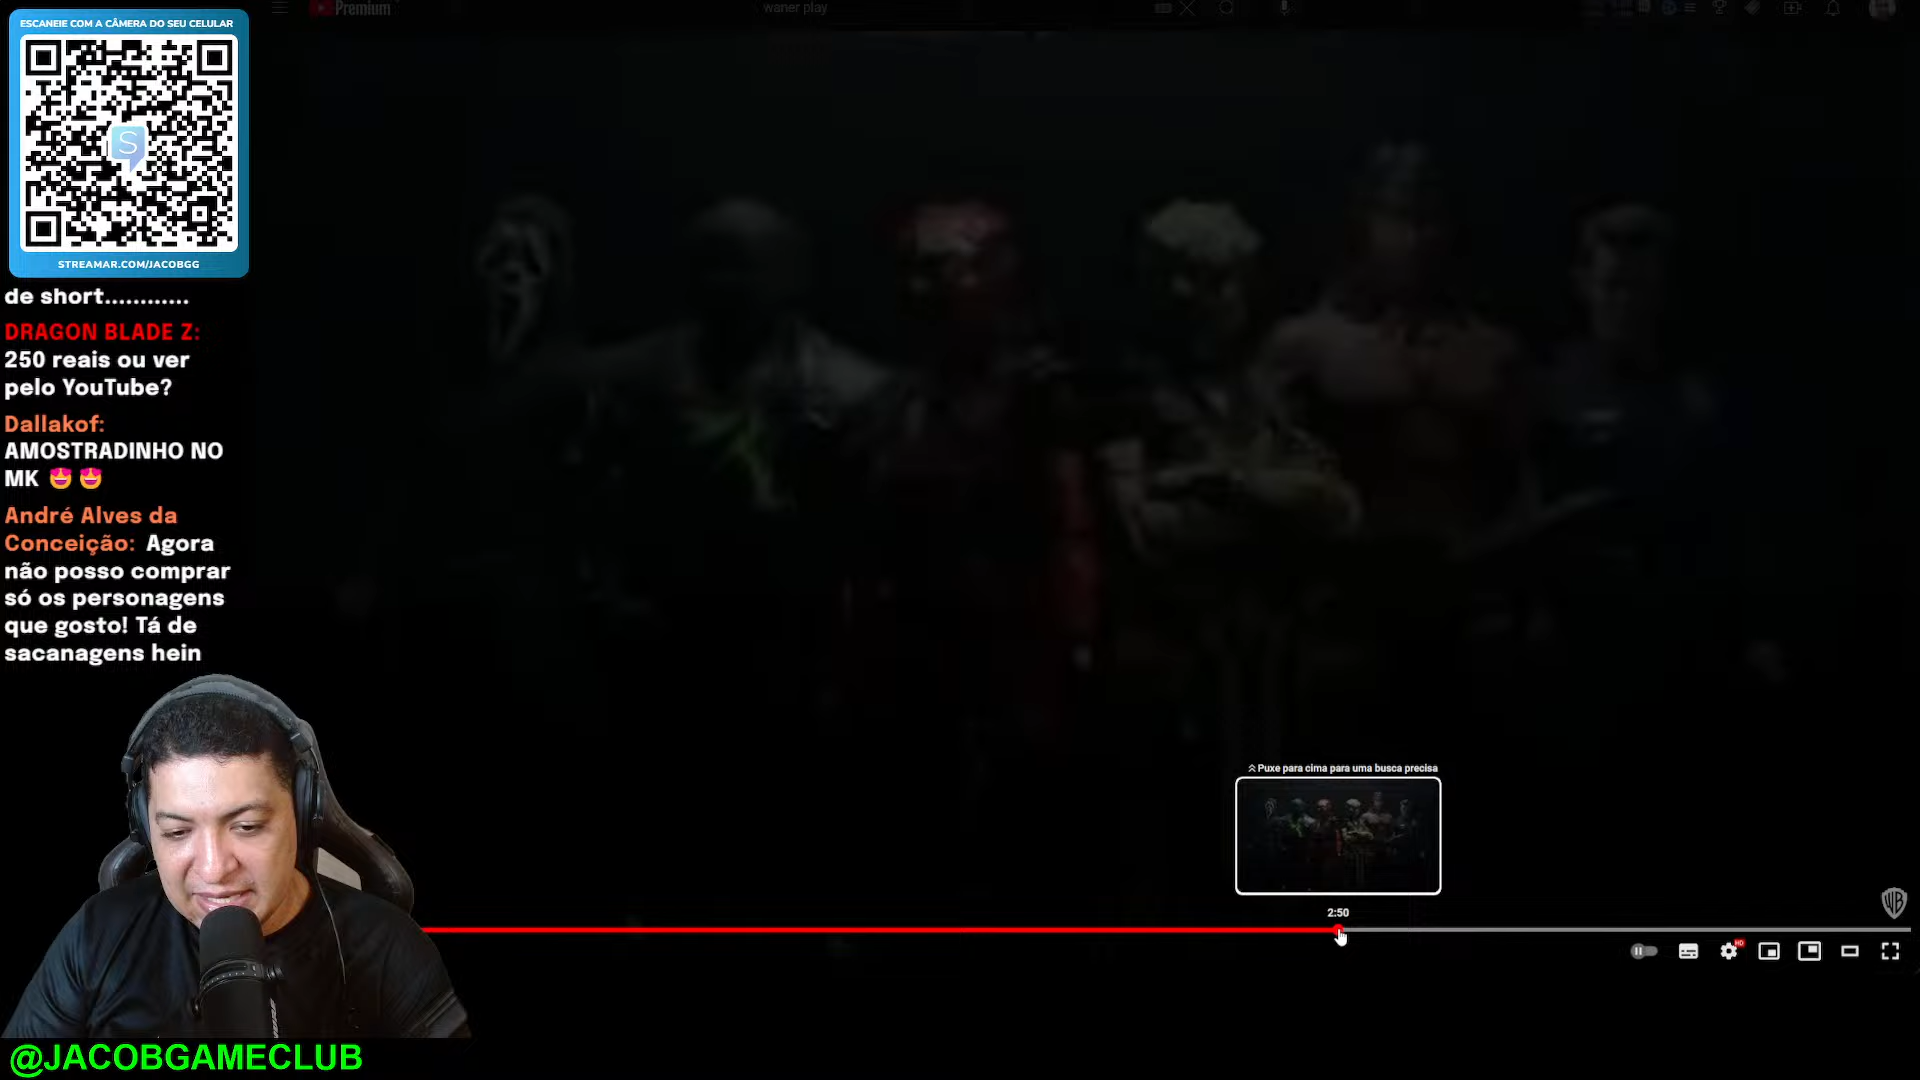 ESCANEIE COM A CÂMERA DO SEU CELULAR
S
STREAMAR.COM/JACOBGG
Premium
waner play
de short............
DRAGON BLADE Z:
250 reais ou ver
pelo YouTube?
Dallakof:
AMOSTRADINHO NO
MK 🤩 🤩
André Alves da
Conceição: Agora
não posso comprar
só os personagens
que gosto! Tá de
sacanagens hein
Puxe para cima para uma busca precisa
2:50
HD
WB
@JACOBGAMECLUB